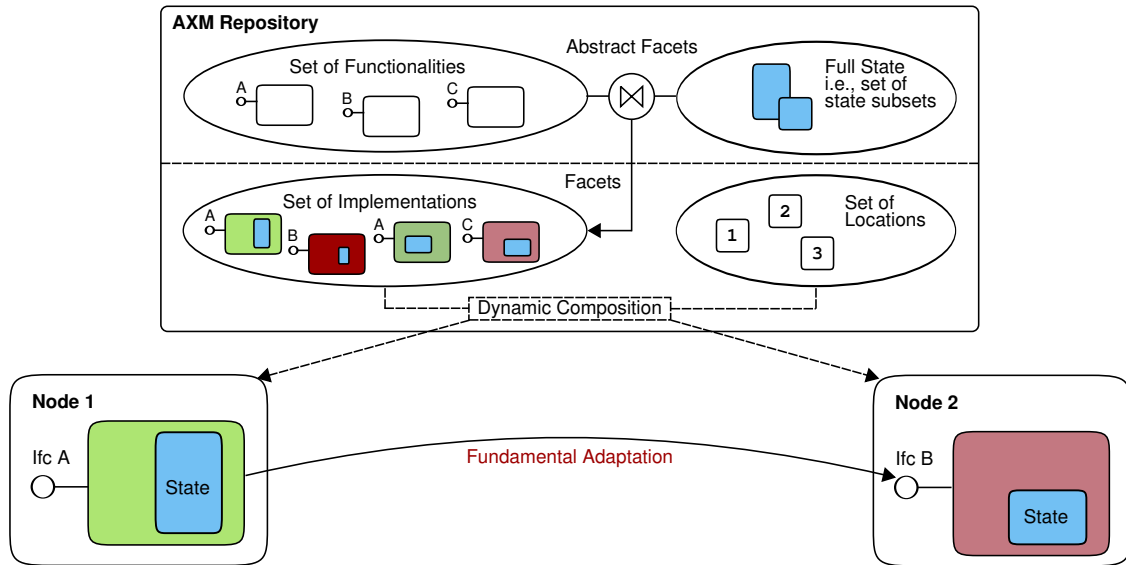 AXM Repository
Abstract Facets
Set of Functionalities
A
B
C
Full State
i.e., set of
state subsets
Facets
Set of Implementations
A
B
A
C
Set of
Locations
1
2
3
Dynamic Composition
Node 1
Ifc A
State
Fundamental Adaptation
Node 2
Ifc B
State